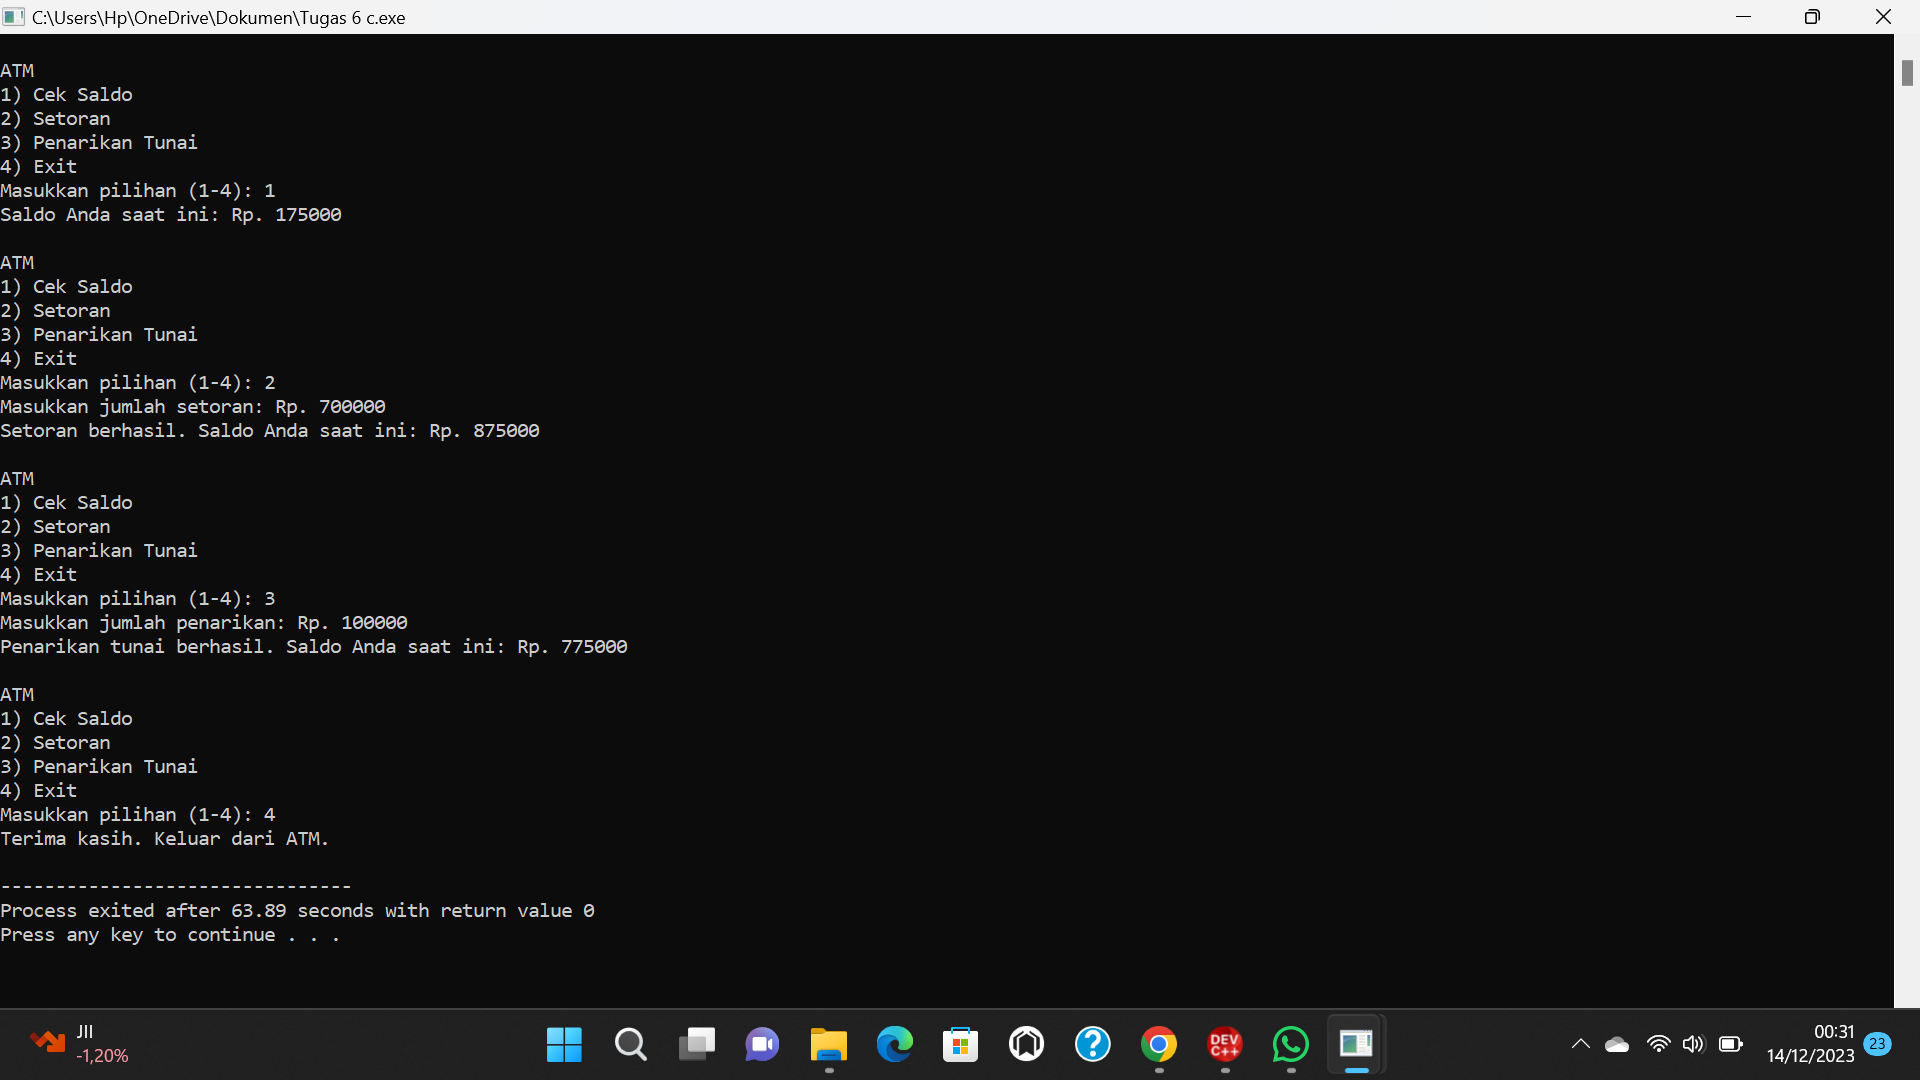 C:\Users\Hp\OneDrive\Dokumen\Tugas 6 c.exe
ATM
1) Cek Saldo
2) Setoran
3) Penarikan Tunai
4) Exit
Masukkan pilihan (1-4): 1
Saldo Anda saat ini: Rp. 175000
ATM
1) Cek Saldo
2) Setoran
3) Penarikan Tunai
4) Exit
Masukkan pilihan (1-4): 2
Masukkan jumlah setoran: Rp. 700000
Setoran berhasil. Saldo Anda saat ini: Rp. 875000
ATM
1) Cek Saldo
2) Setoran
3) Penarikan Tunai
4) Exit
Masukkan pilihan (1-4): 3
Masukkan jumlah penarikan: Rp. 100000
Penarikan tunai berhasil. Saldo Anda saat ini: Rp. 775000
ATM
1) Cek Saldo
2) Setoran
3) Penarikan Tunai
4) Exit
Masukkan pilihan (1-4): 4
Terima kasih. Keluar dari ATM.
--------------------------------
Process exited after 63.89 seconds with return value 0
Press any key to continue . . .
JII
-1,20%
DEV
C++
00:31
14/12/2023
23